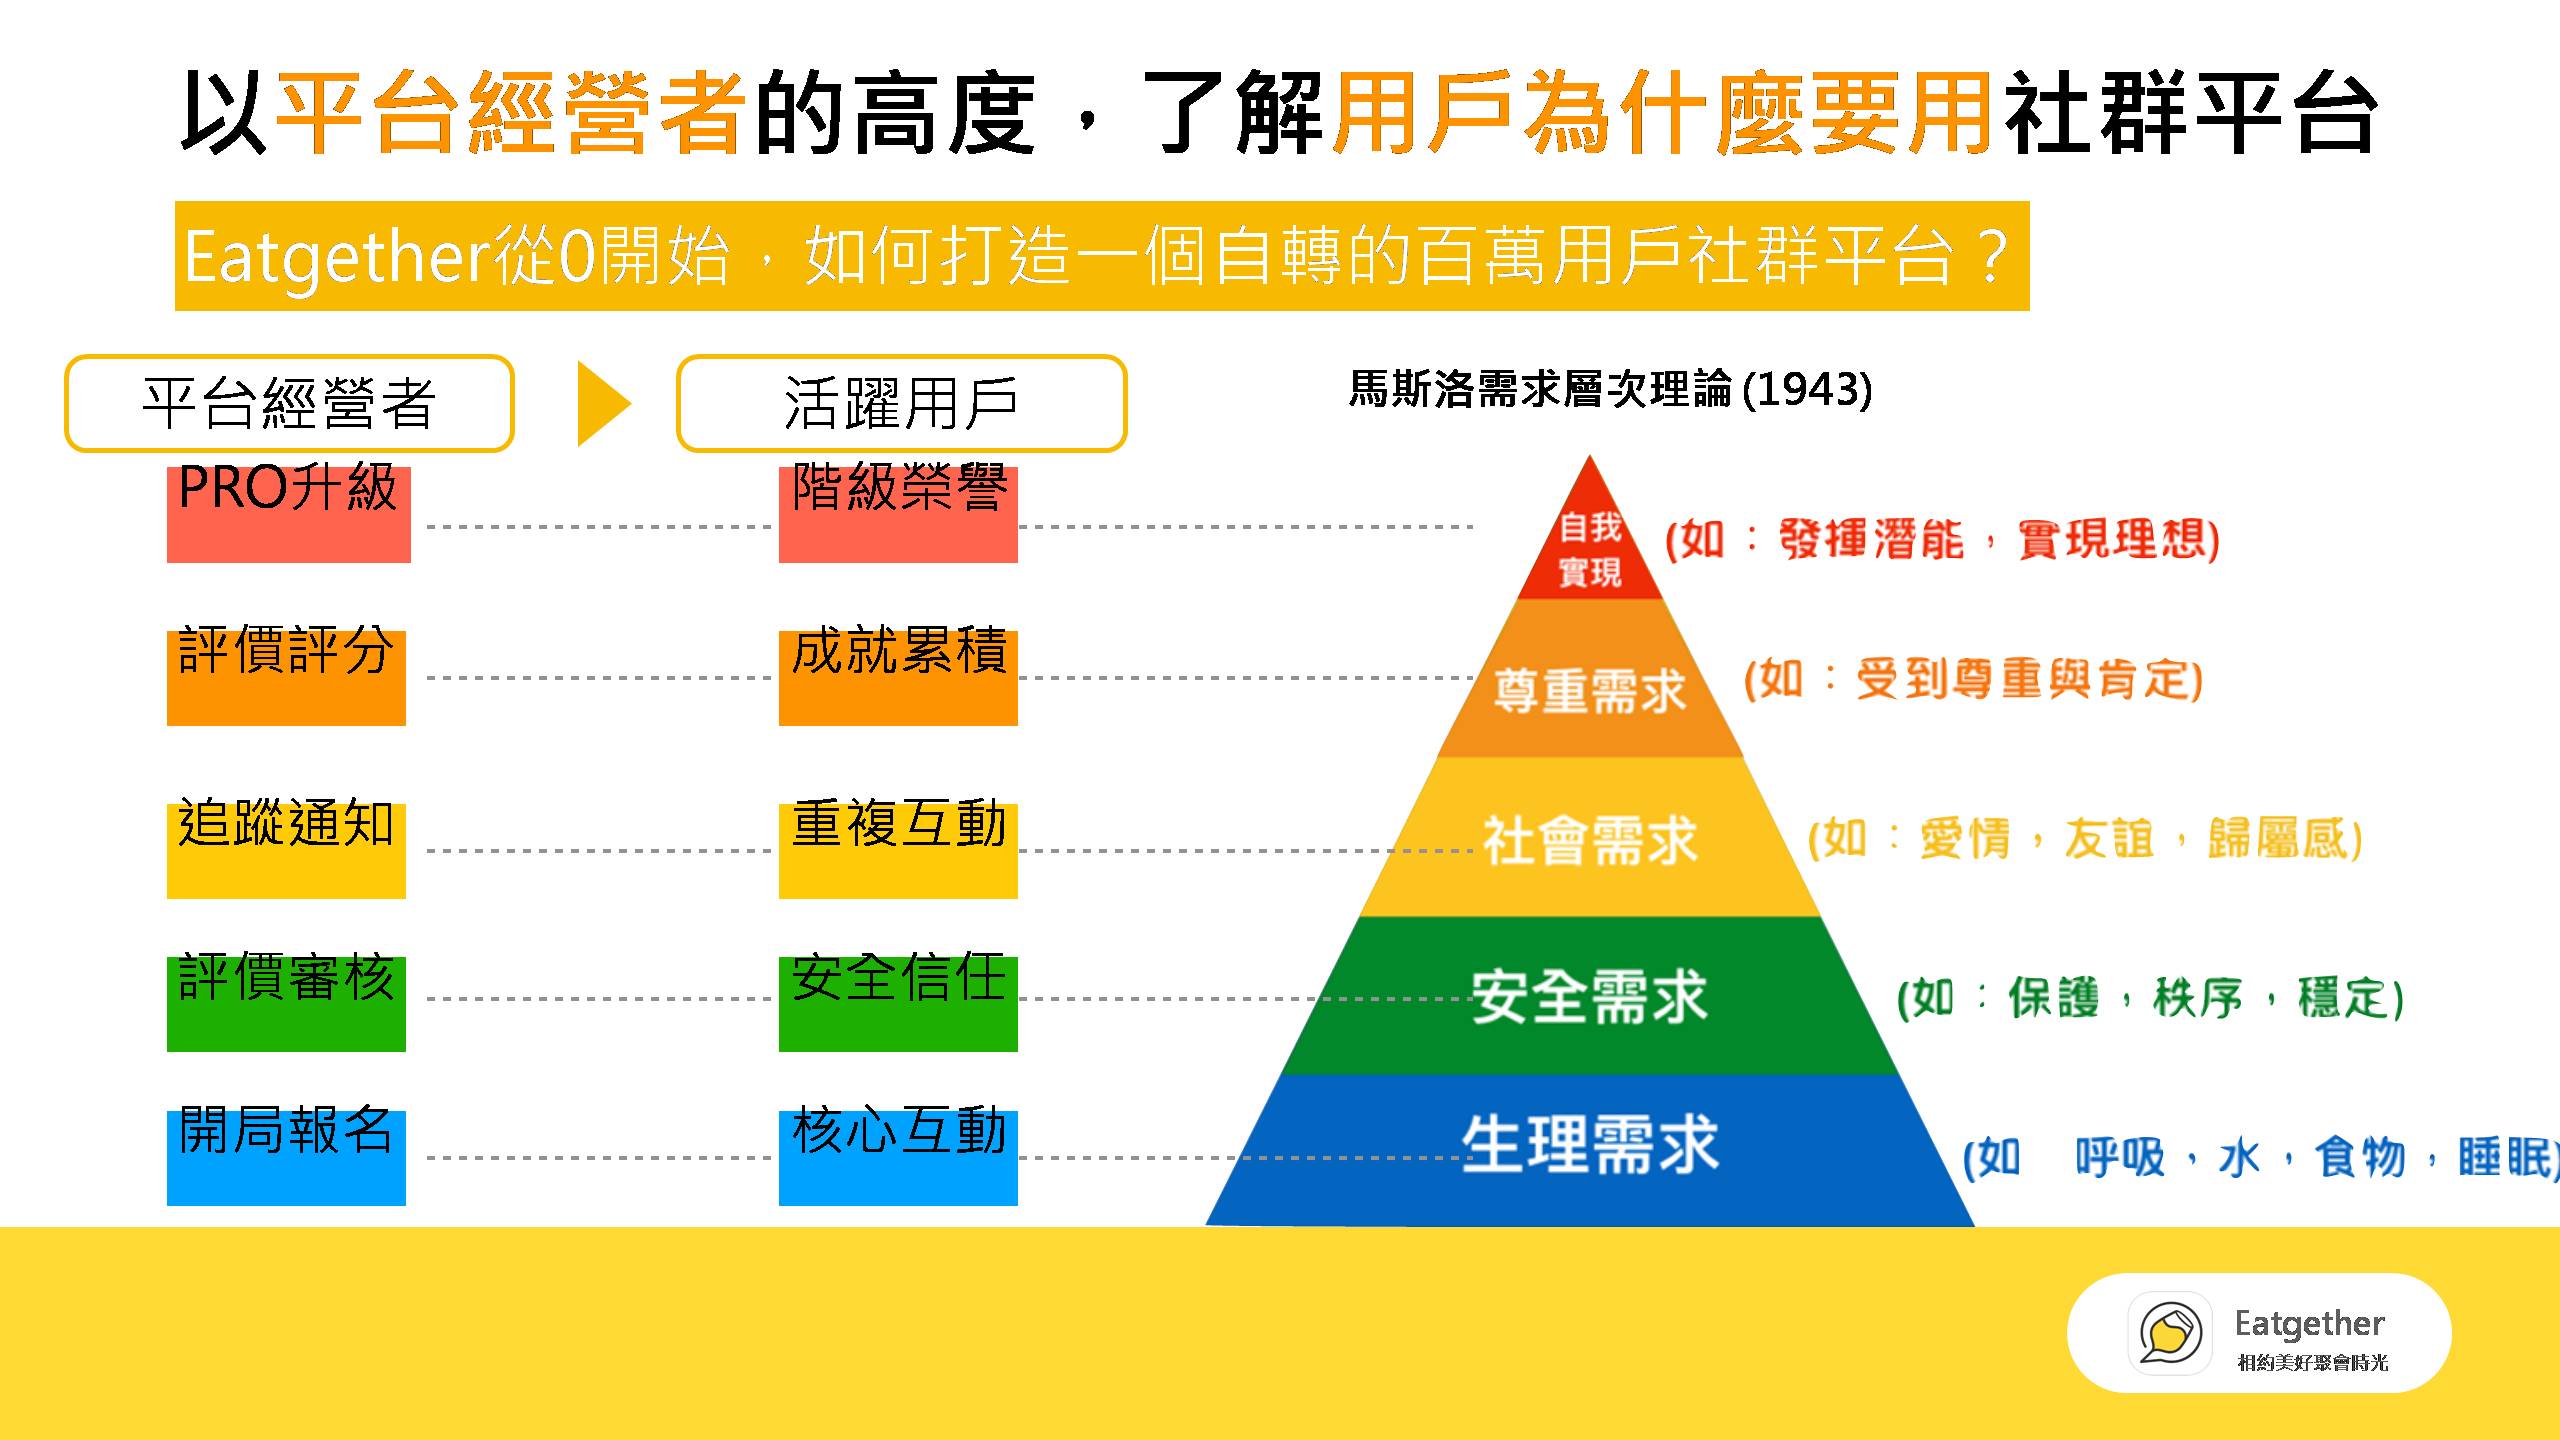 以平台經營者的高度，了解用戶為什麼要用社群平台
Eatgether從0開始，如何打造一個自轉的百萬用戶社群平台？
平台經營者
活躍用戶
馬斯洛需求層次理論 (1943)
PRO升級
階級榮譽
自我
實現
(如：發揮潛能，實現理想)
評價評分
成就累積
尊重需求
(如：受到尊重與肯定)
追蹤通知
重複互動
社會需求
(如：愛情，友誼，歸屬感)
評價審核
安全信任
安全需求
(如：保護，秩序，穩定)
開局報名
核心互動
生理需求
(如　呼吸，水，食物，睡眠)
Eatgether
相約美好聚會時光